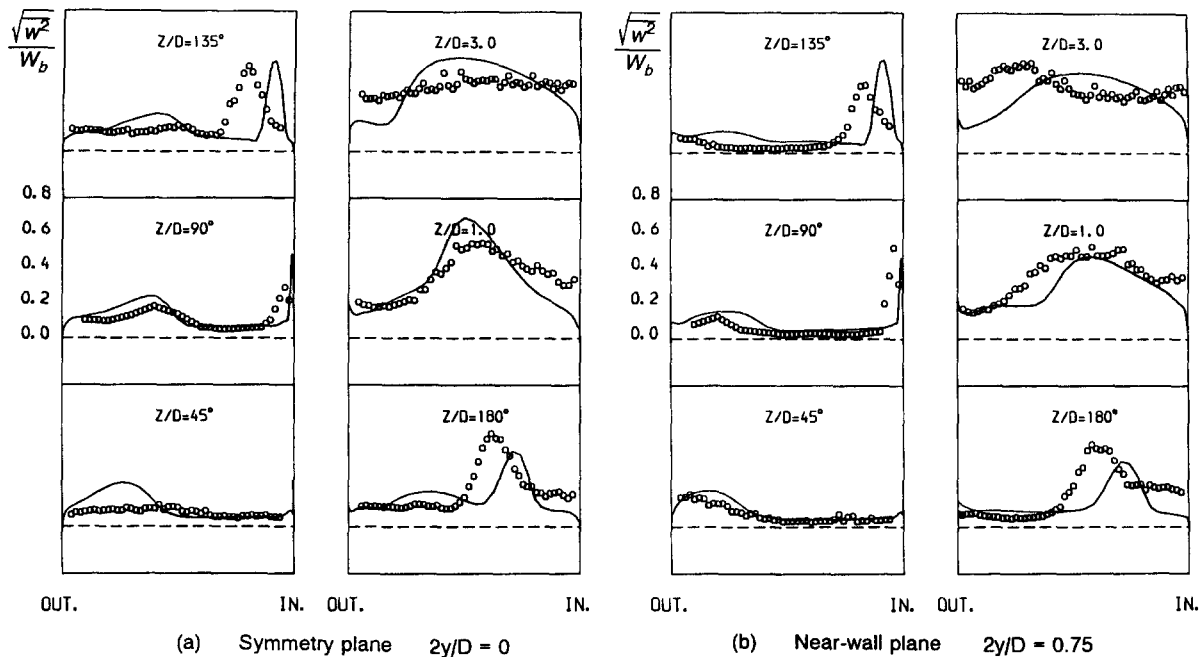 √w² / W_b
Z/D=135°
Z/D=3.0
0.8
0.6
0.4
0.2
0.0
Z/D=90°
Z/D=1.0
Z/D=45°
Z/D=180°
OUT. IN. OUT. IN.
(a) Symmetry plane 2y/D = 0
√w² / W_b
Z/D=135°
Z/D=3.0
0.8
0.6
0.4
0.2
0.0
Z/D=90°
Z/D=1.0
Z/D=45°
Z/D=180°
OUT. IN. OUT. IN.
(b) Near-wall plane 2y/D = 0.75